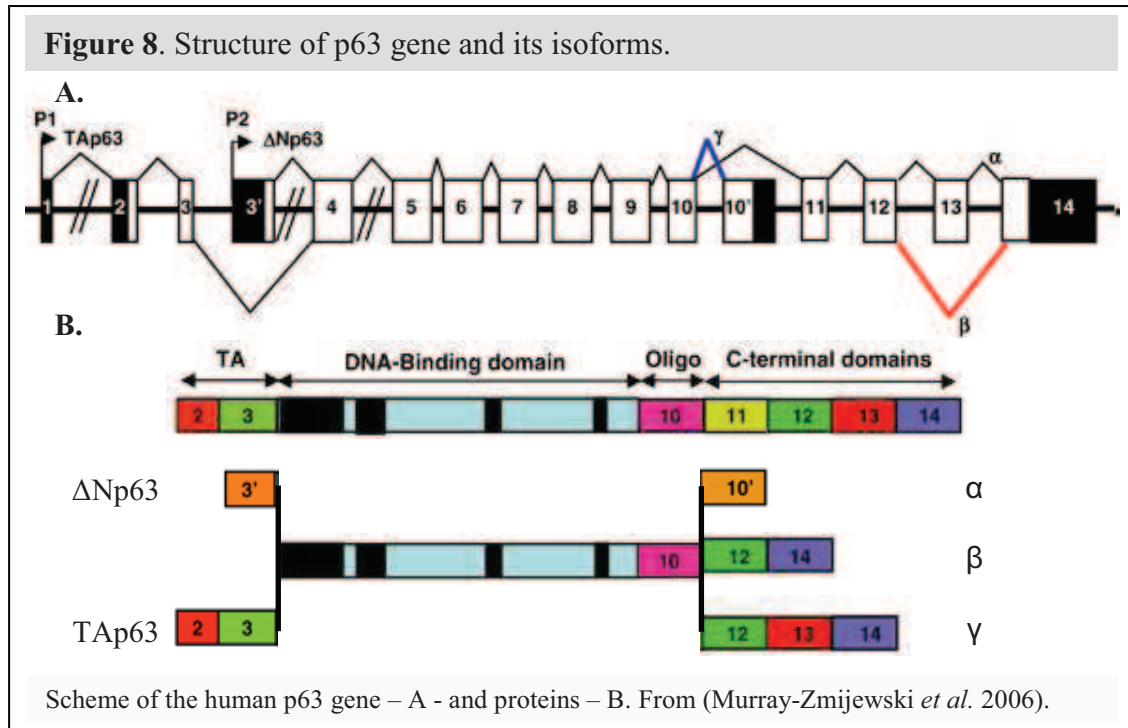 Figure 8. Structure of p63 gene and its isoforms.
A.
P1 TAp63 P2 ΔNp63 γ α
1 2 3 3' 4 5 6 7 8 9 10 10' 11 12 13 14
β
B.
TA DNA-Binding domain Oligo C-terminal domains
2 3 10 11 12 13 14
ΔNp63 3' 10' α
10 12 14 β
TAp63 2 3 12 13 14 γ
Scheme of the human p63 gene – A - and proteins – B. From (Murray-Zmijewski et al. 2006).